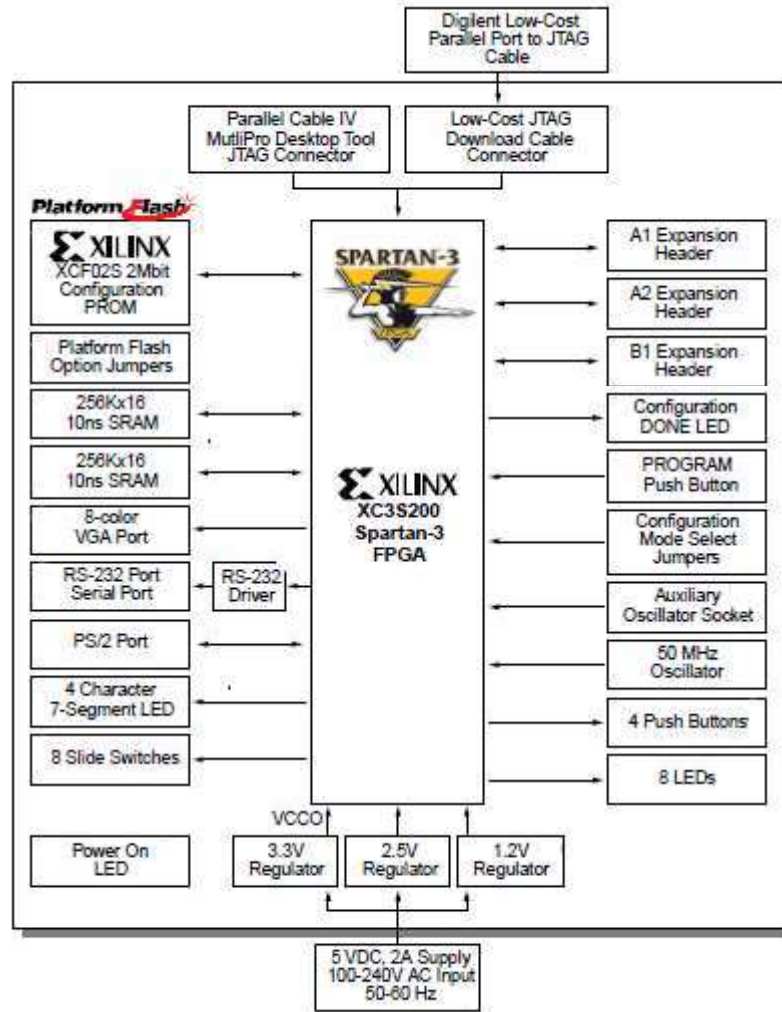 Digilent Low-Cost
Parallel Port to JTAG
Cable
Parallel Cable IV
MutliPro Desktop Tool
JTAG Connector
Low-Cost JTAG
Download Cable
Connector
Platform Flash
XILINX
XCF02S 2Mbit
Configuration
PROM
Platform Flash
Option Jumpers
256Kx16
10ns SRAM
256Kx16
10ns SRAM
8-color
VGA Port
RS-232 Port
Serial Port
RS-232
Driver
PS/2 Port
4 Character
7-Segment LED
8 Slide Switches
Power On
LED
SPARTAN-3
XILINX
XC3S200
Spartan-3
FPGA
A1 Expansion
Header
A2 Expansion
Header
B1 Expansion
Header
Configuration
DONE LED
PROGRAM
Push Button
Configuration
Mode Select
Jumpers
Auxiliary
Oscillator Socket
50 MHz
Oscillator
4 Push Buttons
8 LEDs
VCCO
3.3V
Regulator
2.5V
Regulator
1.2V
Regulator
5 VDC, 2A Supply
100-240V AC Input
50-60 Hz